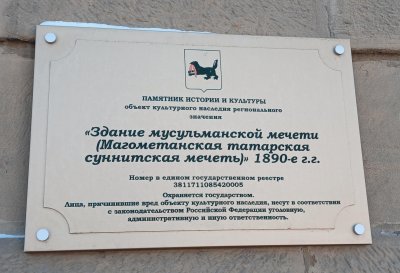 ПАМЯТНИК ИСТОРИИ И КУЛЬТУРЫ
объект культурного наследия регионального
значения
«Здание мусульманской мечети
(Магометанская татарская
суннитская мечеть)» 1890-е г.г.
Номер в едином государственном реестре
3811711085420005
Охраняется государством.
Лица, причинившие вред объекту культурного наследия, несут в соответствии
с законодательством Российской Федерации уголовную,
административную и иную ответственность.